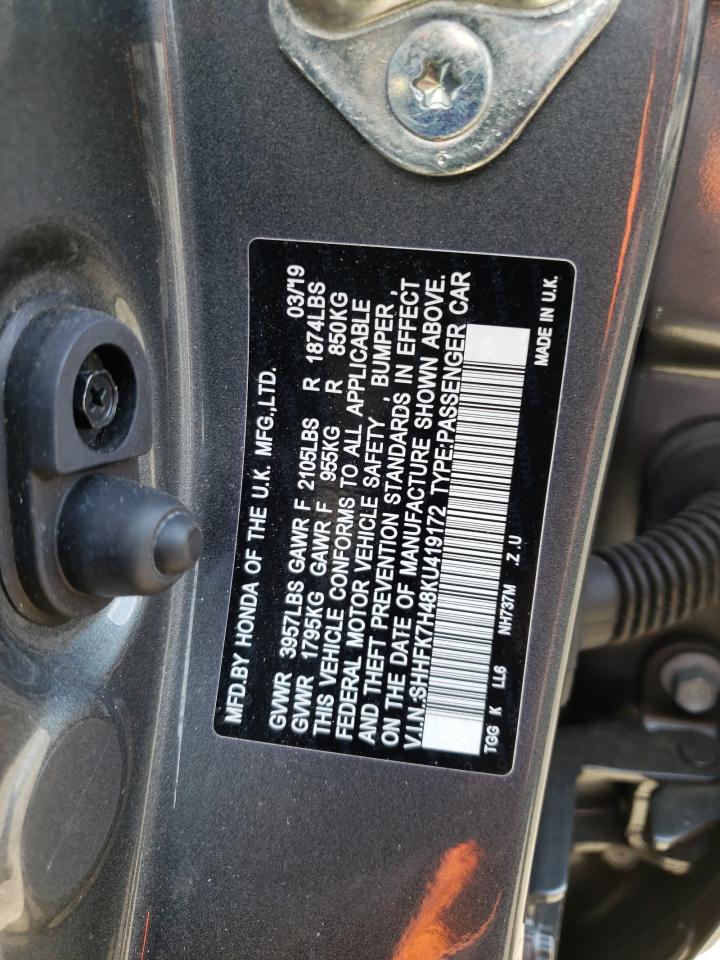 MFD.BY HONDA OF THE U.K. MFG.,LTD.
03/19
GVWR 3957LBS GAWR F 2105LBS R 1874LBS
GVWR 1795KG GAWR F 955KG R 850KG
THIS VEHICLE CONFORMS TO ALL APPLICABLE
FEDERAL MOTOR VEHICLE SAFETY , BUMPER ,
AND THEFT PREVENTION STANDARDS IN EFFECT
ON THE DATE OF MANUFACTURE SHOWN ABOVE.
V.I.N.SHHFK7H48KU419172 TYPE:PASSENGER CAR
TGG K LL6 NH737M .Z.U MADE IN U.K.